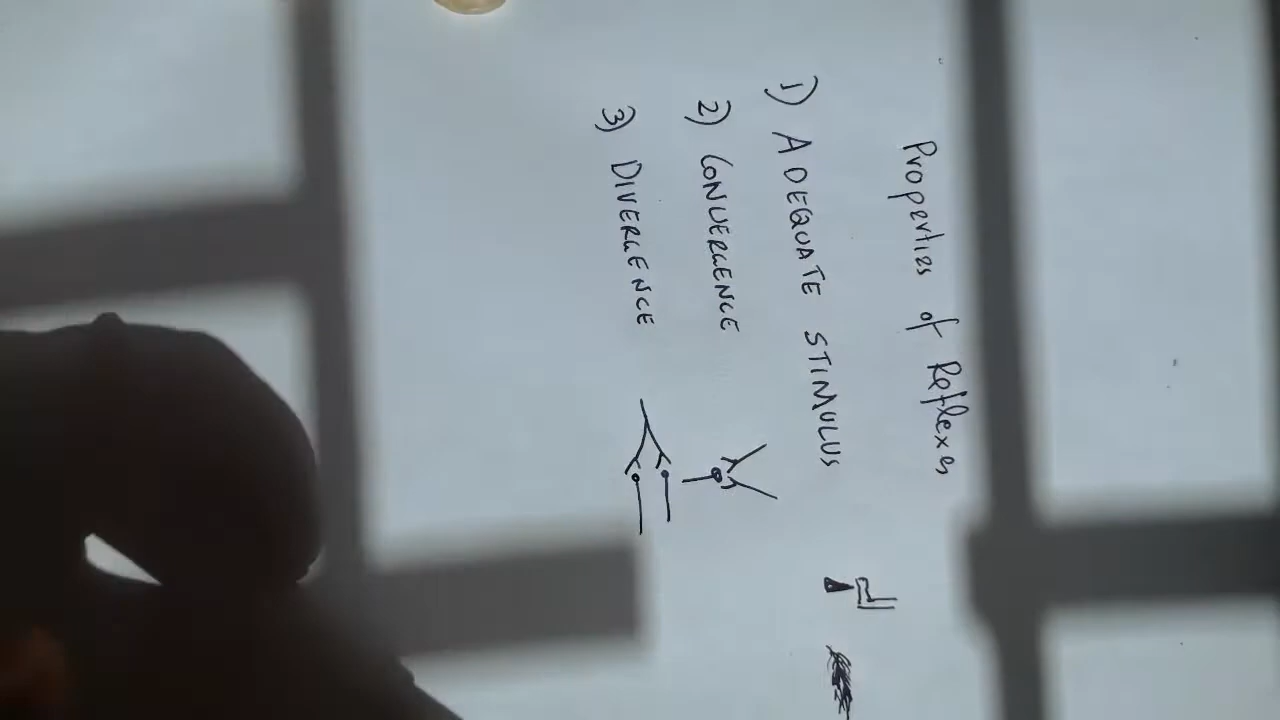 Properties of Reflexes
1) ADEQUATE STIMULUS
2) CONVERGENCE
3) DIVERGENCE